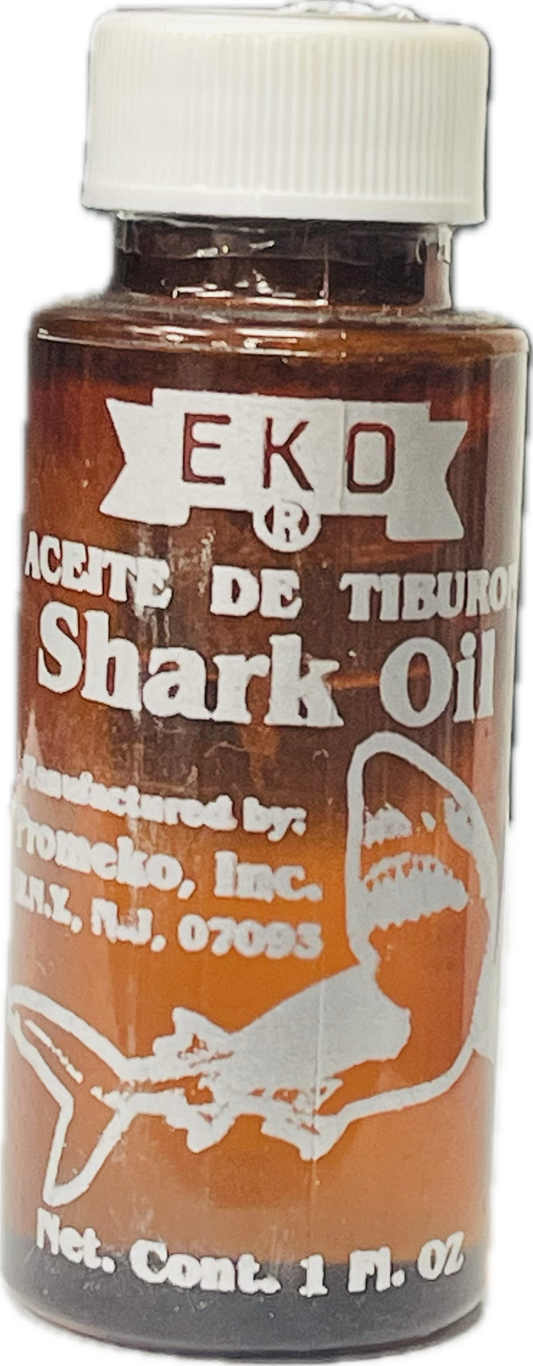 EKO
®
ACEITE DE TIBURON
Shark Oil
Manufactured by:
Promeko, Inc.
N.J, 07093
Net. Cont. 1 Fl. OZ